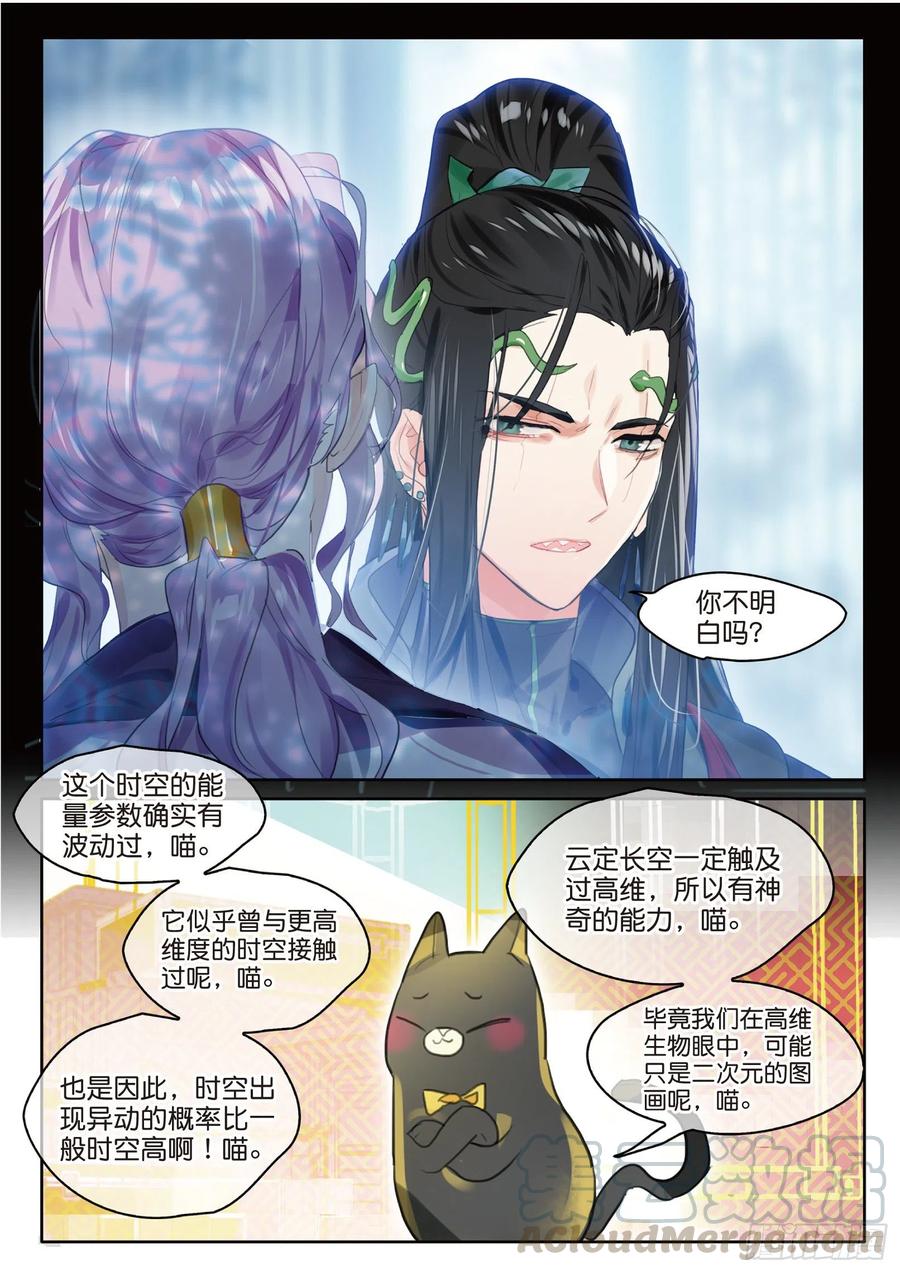 你不明
白吗？
这个时空的能
量参数确实有
波动过，喵。
它似乎曾与更高
维度的时空接触
过呢，喵。
也是因此，时空出
现异动的概率比一
般时空高啊！喵。
云定长空一定触及
过高维，所以有神
奇的能力，喵。
毕竟我们在高维
生物眼中，可能
只是二次元的图
画呢，喵。
集云数据
AcloudMerge.com